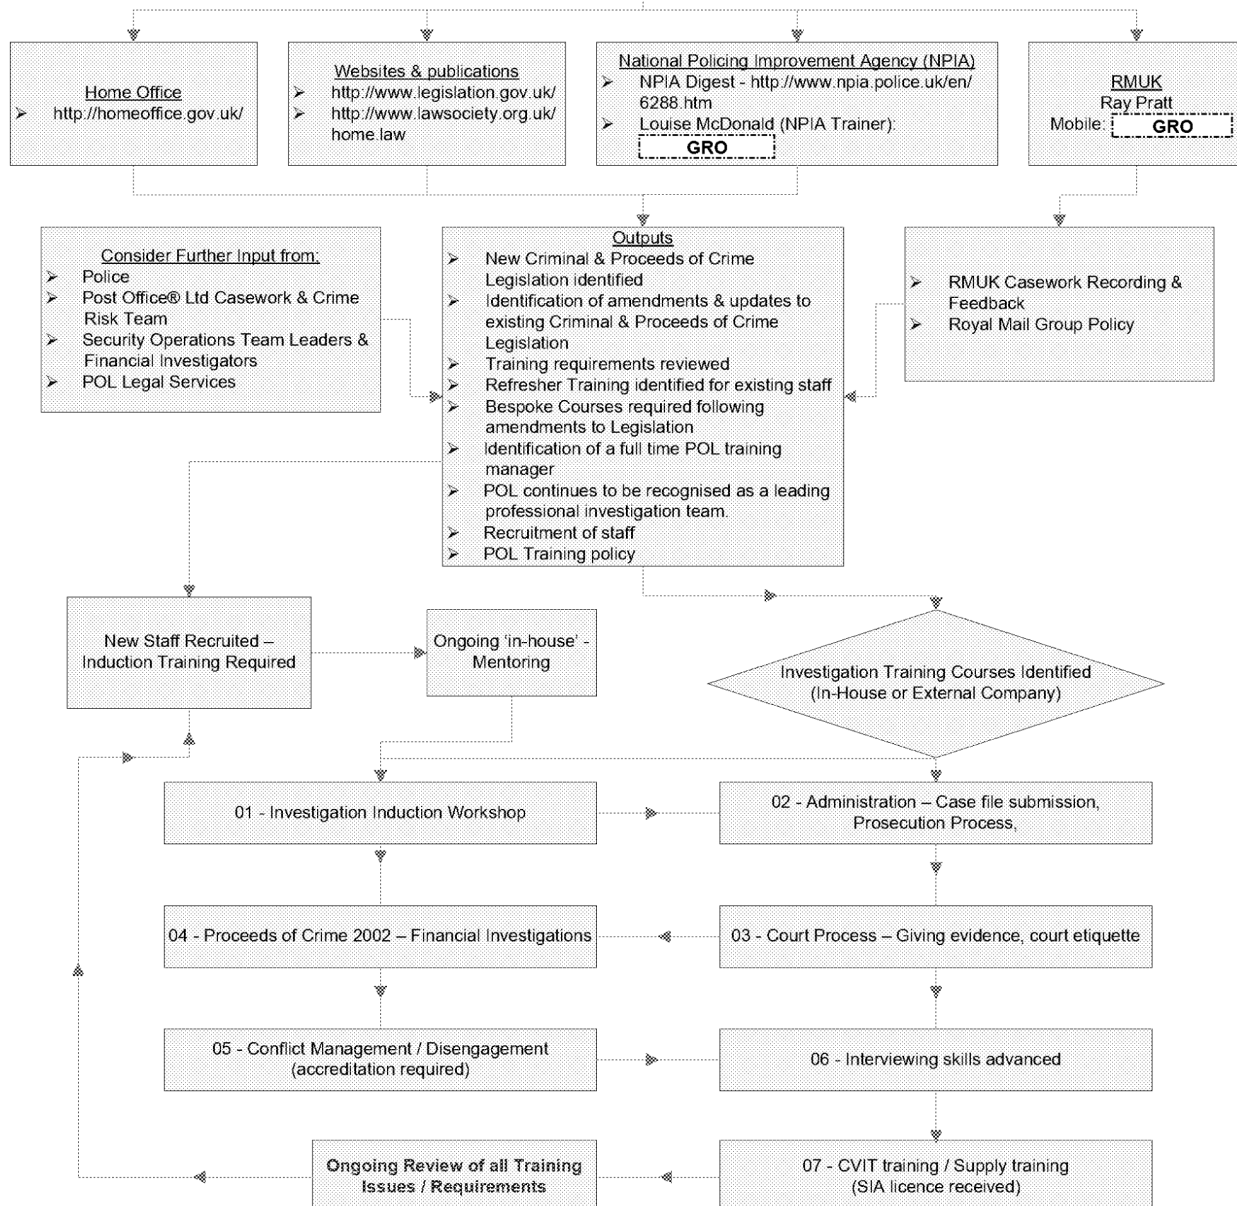 Home Office
➢ http://homeoffice.gov.uk/
Websites & publications
➢ http://www.legislation.gov.uk/
➢ http://www.lawsociety.org.uk/
home.law
National Policing Improvement Agency (NPIA)
➢ NPIA Digest - http://www.npia.police.uk/en/
6288.htm
➢ Louise McDonald (NPIA Trainer):
GRO
RMUK
Ray Pratt
Mobile: GRO
Consider Further Input from:
➢ Police
➢ Post Office® Ltd Casework & Crime
Risk Team
➢ Security Operations Team Leaders &
Financial Investigators
➢ POL Legal Services
Outputs
➢ New Criminal & Proceeds of Crime
Legislation identified
➢ Identification of amendments & updates to
existing Criminal & Proceeds of Crime
Legislation
➢ Training requirements reviewed
➢ Refresher Training identified for existing staff
➢ Bespoke Courses required following
amendments to Legislation
➢ Identification of a full time POL training
manager
➢ POL continues to be recognised as a leading
professional investigation team.
➢ Recruitment of staff
➢ POL Training policy
➢ RMUK Casework Recording &
Feedback
➢ Royal Mail Group Policy
New Staff Recruited –
Induction Training Required
Ongoing ‘in-house’ -
Mentoring
Investigation Training Courses Identified
(In-House or External Company)
01 - Investigation Induction Workshop
02 - Administration – Case file submission,
Prosecution Process,
04 - Proceeds of Crime 2002 – Financial Investigations
03 - Court Process – Giving evidence, court etiquette
05 - Conflict Management / Disengagement
(accreditation required)
06 - Interviewing skills advanced
Ongoing Review of all Training
Issues / Requirements
07 - CVIT training / Supply training
(SIA licence received)